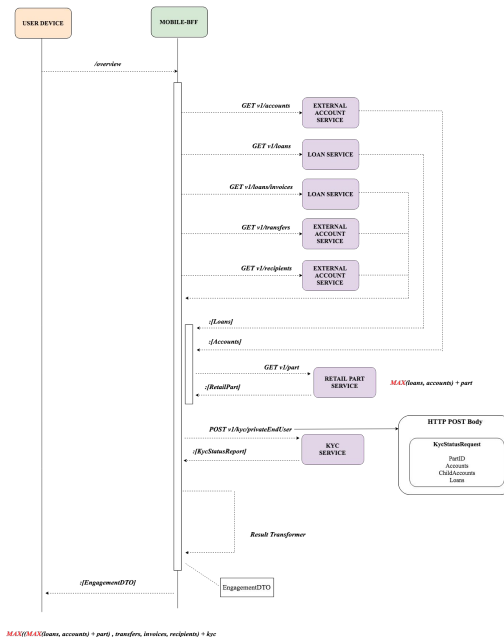 USER DEVICE
MOBILE-BFF
/overview
GET v1/accounts
EXTERNAL
ACCOUNT
SERVICE
GET v1/loans
LOAN SERVICE
GET v1/loans/invoices
LOAN SERVICE
GET v1/transfers
EXTERNAL
ACCOUNT
SERVICE
GET v1/recipients
EXTERNAL
ACCOUNT
SERVICE
:[Loans]
:[Accounts]
GET v1/part
RETAIL PART
SERVICE
:[RetailPart]
MAX(loans, accounts) + part
POST v1/kyc/privateEndUser
KYC
SERVICE
:[KycStatusReport]
HTTP POST Body
KycStatusRequest
PartID
Accounts
ChildAccounts
Loans
Result Transformer
:[EngagementDTO]
EngagementDTO
MAX((MAX(loans, accounts) + part) , transfers, invoices, recipients) + kyc